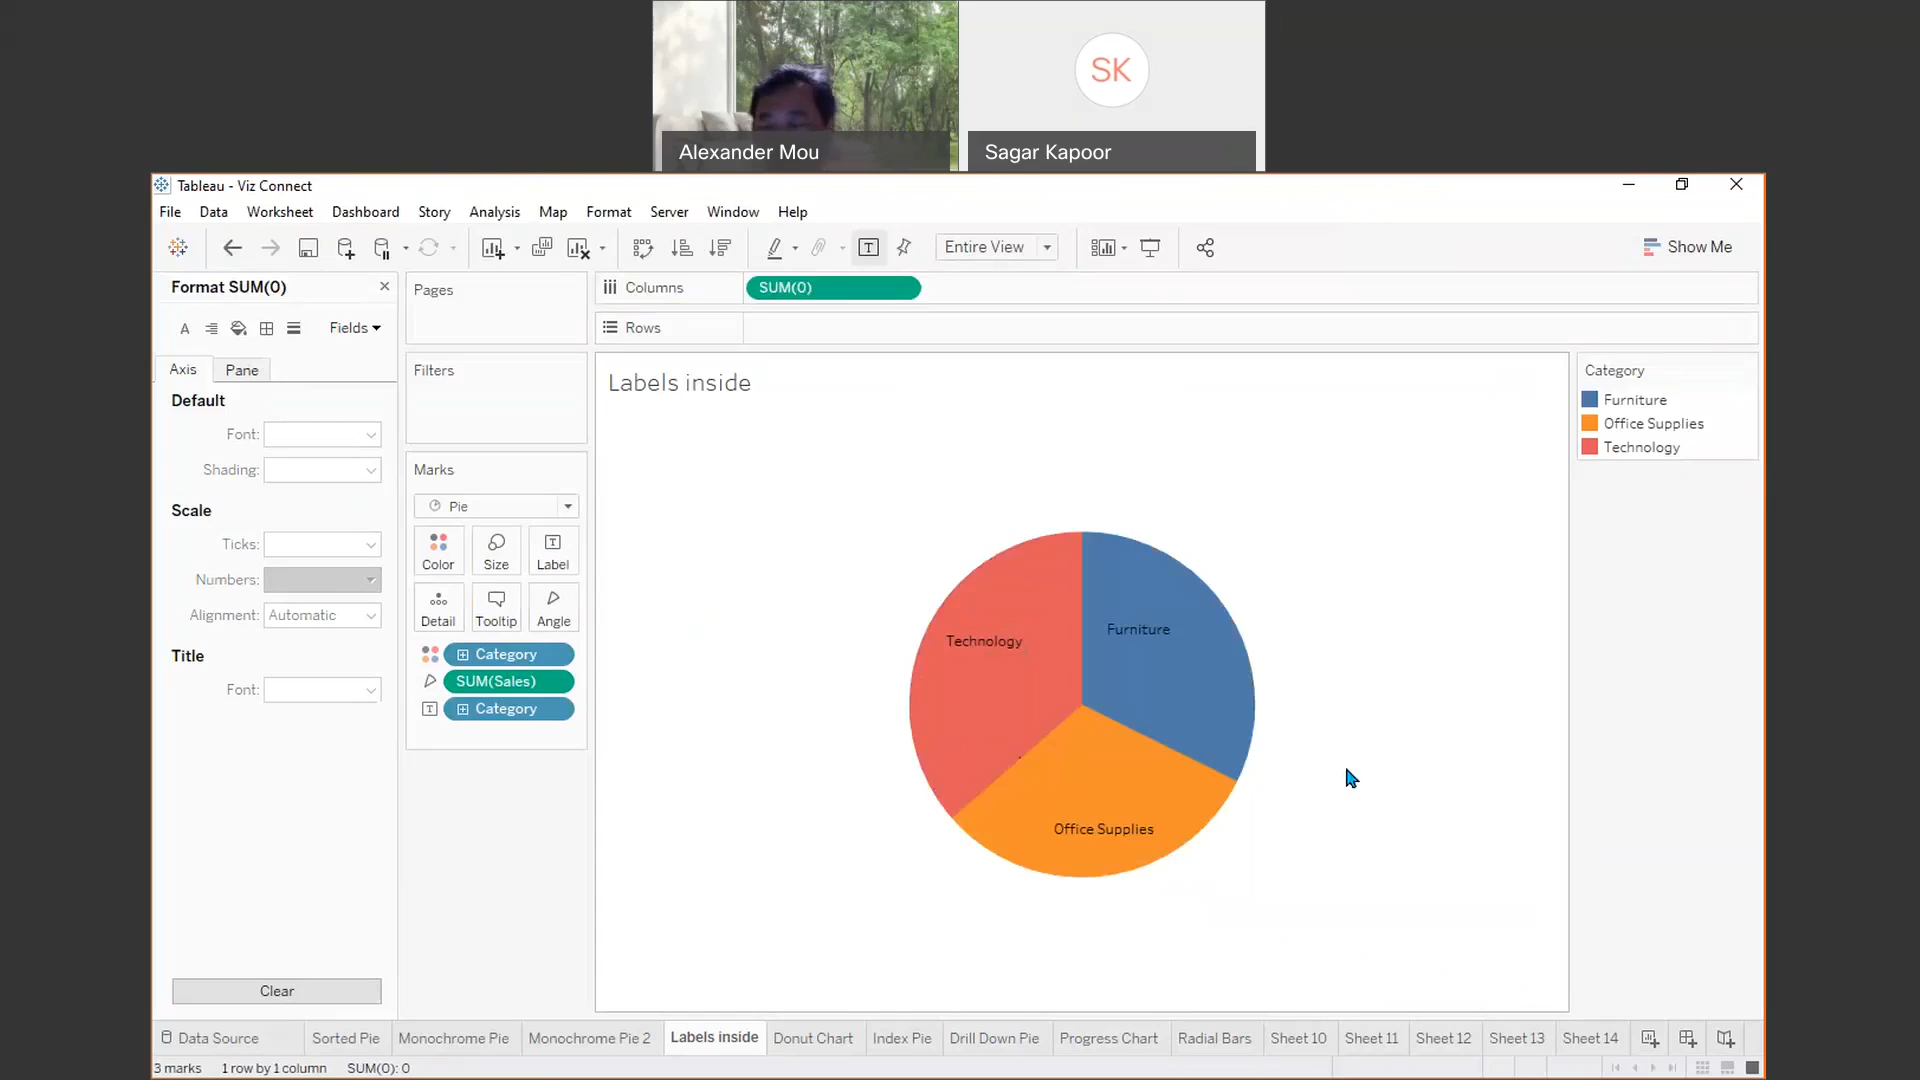 SK
Alexander Mou
Sagar Kapoor
Tableau - Viz Connect
File Data Worksheet Dashboard Story Analysis Map Format Server Window Help
Entire View
Show Me
Format SUM(0)
Fields
Axis Pane
Default
Font:
Shading:
Scale
Ticks:
Numbers:
Alignment: Automatic
Title
Font:
Clear
Pages
Filters
Marks
Pie
Color Size Label
Detail Tooltip Angle
Category
SUM(Sales)
Category
Columns SUM(0)
Rows
Labels inside
Technology
Furniture
Office Supplies
Category
Furniture
Office Supplies
Technology
Data Source Sorted Pie Monochrome Pie Monochrome Pie 2 Labels inside Donut Chart Index Pie Drill Down Pie Progress Chart Radial Bars Sheet 10 Sheet 11 Sheet 12 Sheet 13 Sheet 14
3 marks 1 row by 1 column SUM(0): 0